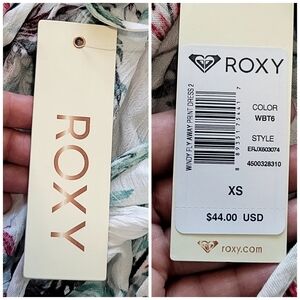 ROXY
ROXY
WINDY FLY AWAY PRINT DRESS 2
COLOR
WBT6
STYLE
ERJX603074
4500328310
XS
$44.00 USD
roxy.com